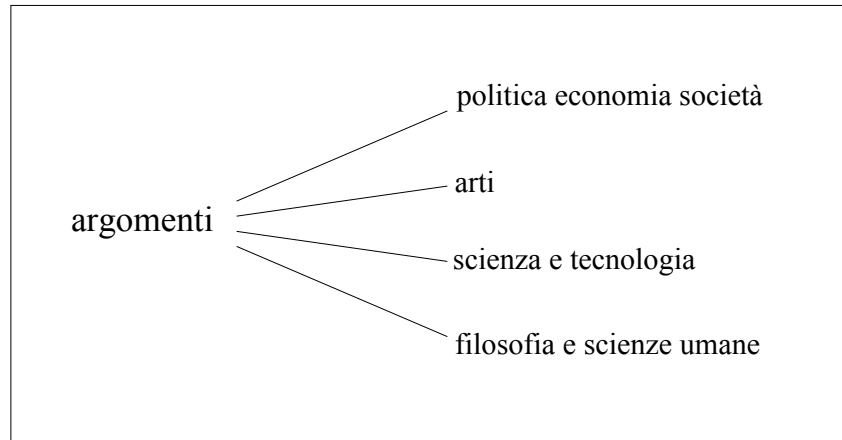 politica economia società
arti
argomenti
scienza e tecnologia
filosofia e scienze umane